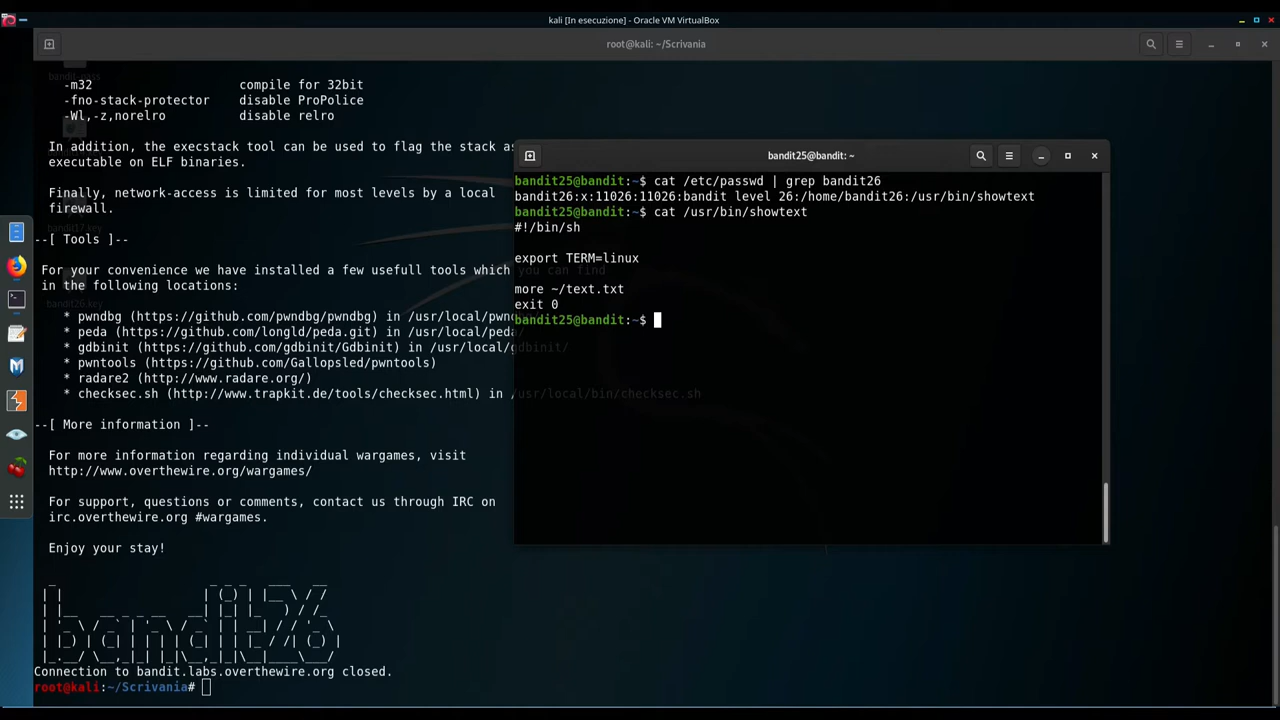 kali [In esecuzione] - Oracle VM VirtualBox
root@kali: ~/Scrivania
-m32 compile for 32bit
-fno-stack-protector disable ProPolice
-Wl,-z,norelro disable relro
In addition, the execstack tool can be used to flag the stack as
executable on ELF binaries.
Finally, network-access is limited for most levels by a local
firewall.
--[ Tools ]--
For your convenience we have installed a few usefull tools which you can find
in the following locations:
* pwndbg (https://github.com/pwndbg/pwndbg) in /usr/local/pwn
* peda (https://github.com/longld/peda.git) in /usr/local/peda/
* gdbinit (https://github.com/gdbinit/Gdbinit) in /usr/local/gdbinit/
* pwntools (https://github.com/Gallopsled/pwntools)
* radare2 (http://www.radare.org/)
* checksec.sh (http://www.trapkit.de/tools/checksec.html) in /usr/local/bin/checksec.sh
--[ More information ]--
For more information regarding individual wargames, visit
http://www.overthewire.org/wargames/
For support, questions or comments, contact us through IRC on
irc.overthewire.org #wargames.
Enjoy your stay!
bandit26
Connection to bandit.labs.overthewire.org closed.
root@kali:~/Scrivania#
bandit25@bandit: ~
bandit25@bandit:~$ cat /etc/passwd | grep bandit26
bandit26:x:11026:11026:bandit level 26:/home/bandit26:/usr/bin/showtext
bandit25@bandit:~$ cat /usr/bin/showtext
#!/bin/sh
export TERM=linux
more ~/text.txt
exit 0
bandit25@bandit:~$
bandit17.key
bandit26.key